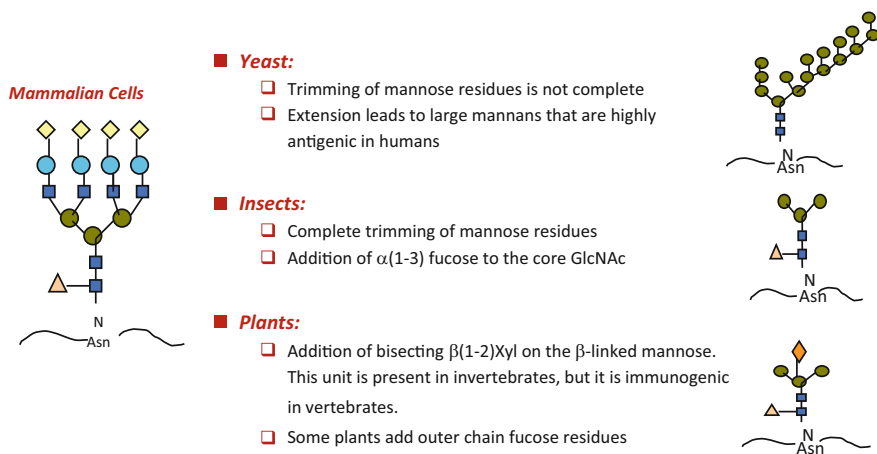 Mammalian Cells
N
Asn
Yeast:
Trimming of mannose residues is not complete
Extension leads to large mannans that are highly
antigenic in humans
N
Asn
Insects:
Complete trimming of mannose residues
Addition of α(1-3) fucose to the core GlcNAc
N
Asn
Plants:
Addition of bisecting β(1-2)Xyl on the β-linked mannose.
This unit is present in invertebrates, but it is immunogenic
in vertebrates.
Some plants add outer chain fucose residues
N
Asn